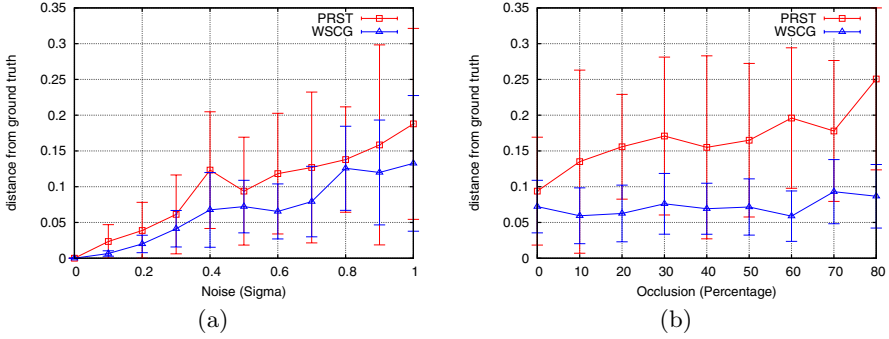 PRST
WSCG
0.35
0.3
0.25
0.2
0.15
0.1
0.05
0
distance from ground truth
0 0.2 0.4 0.6 0.8 1
Noise (Sigma)
(a)
PRST
WSCG
0.35
0.3
0.25
0.2
0.15
0.1
0.05
0
distance from ground truth
0 10 20 30 40 50 60 70 80
Occlusion (Percentage)
(b)